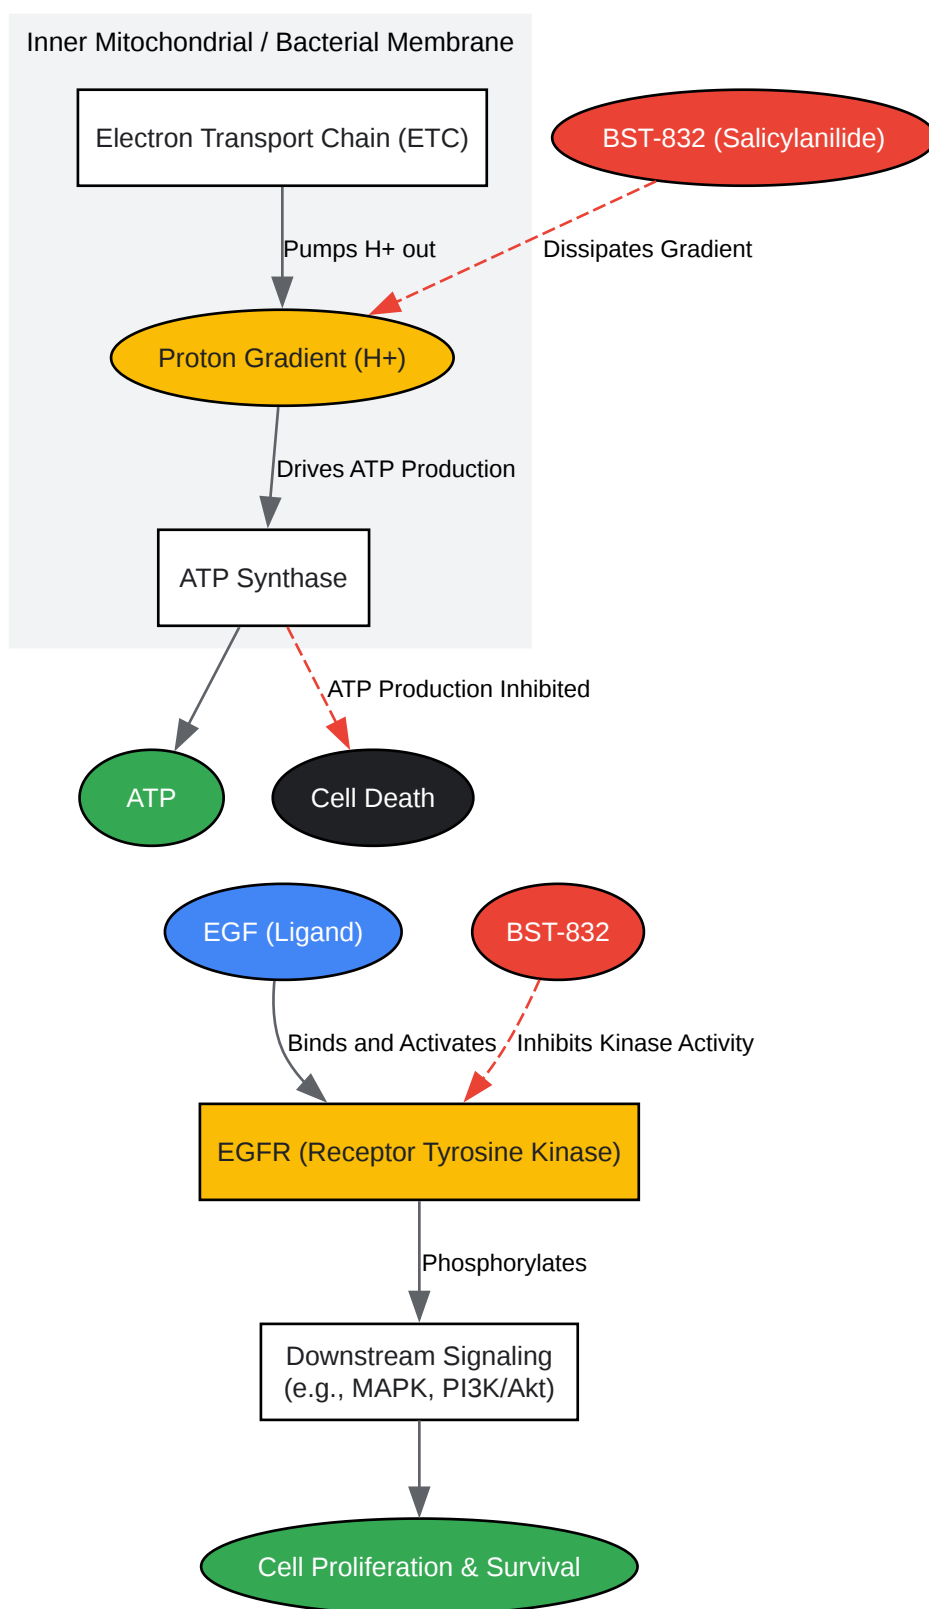 Inner Mitochondrial / Bacterial Membrane
Electron Transport Chain (ETC)
BST-832 (Salicylanilide)
Pumps H+ out
Dissipates Gradient
Proton Gradient (H+)
Drives ATP Production
ATP Synthase
ATP Production Inhibited
ATP
Cell Death
EGF (Ligand)
BST-832
Binds and Activates
Inhibits Kinase Activity
EGFR (Receptor Tyrosine Kinase)
Phosphorylates
Downstream Signaling
(e.g., MAPK, PI3K/Akt)
Cell Proliferation & Survival